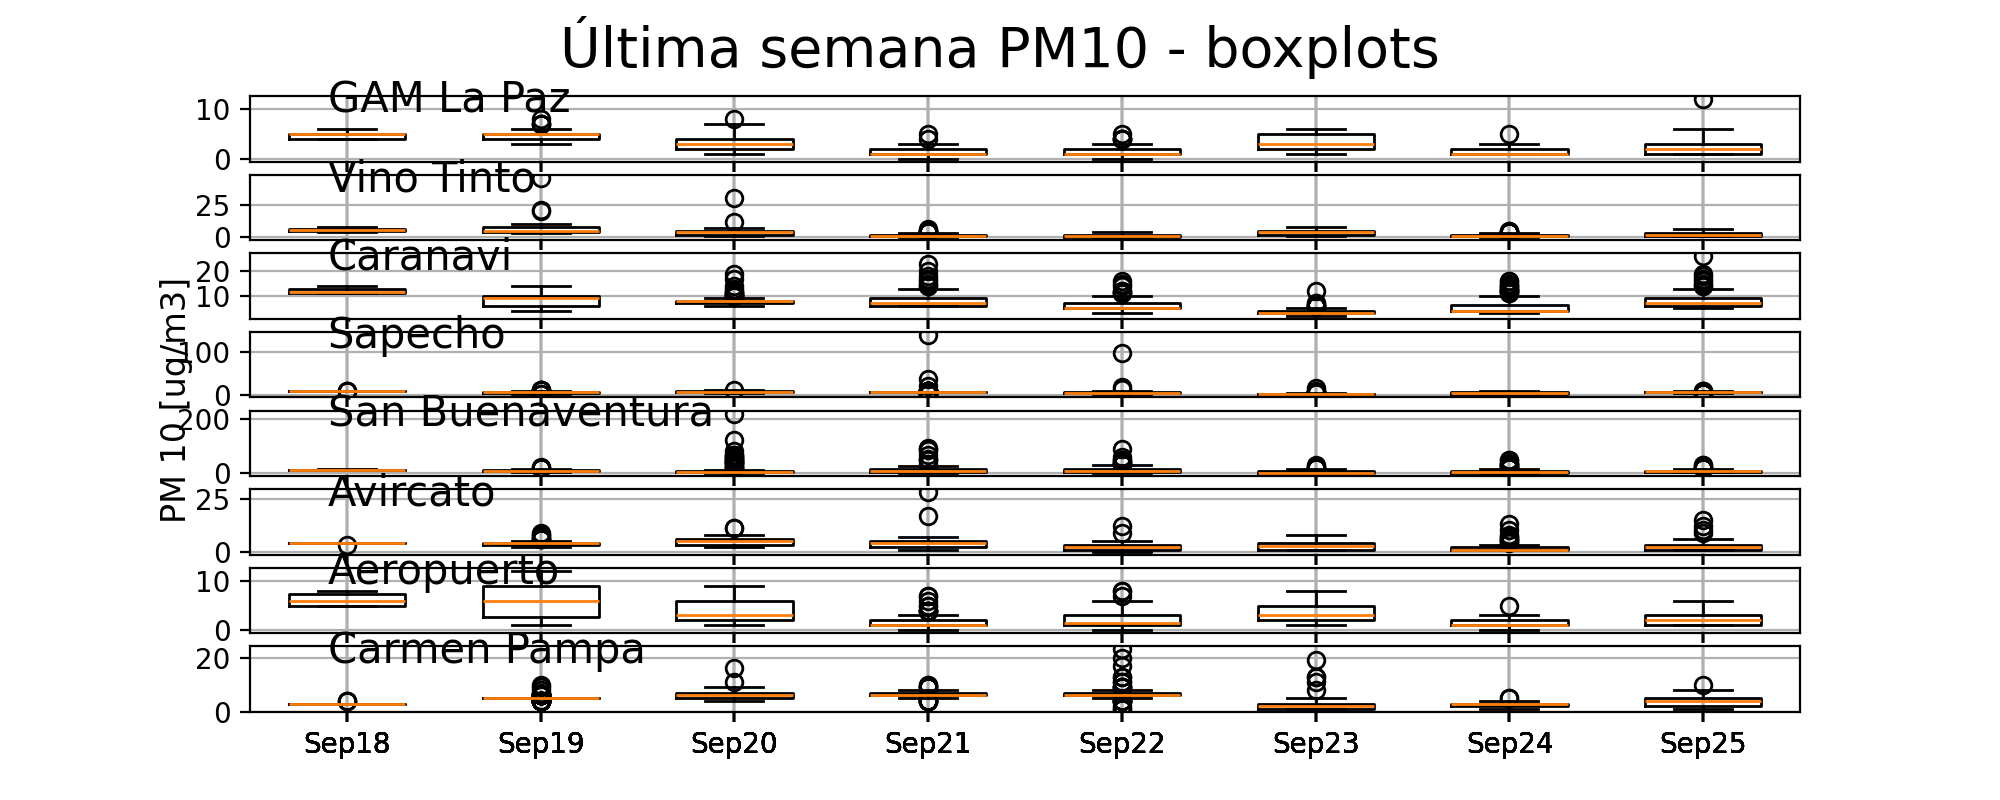 Última semana PM10 - boxplots
GAM La Paz
10
0
Vino Tinto
25
0
Caranavi
20
10
Sapecho
100
0
San Buenaventura
200
0
Avircato
25
0
Aeropuerto
10
0
Carmen Pampa
20
0
PM 10 [ug/m3]
Sep18 Sep19 Sep20 Sep21 Sep22 Sep23 Sep24 Sep25